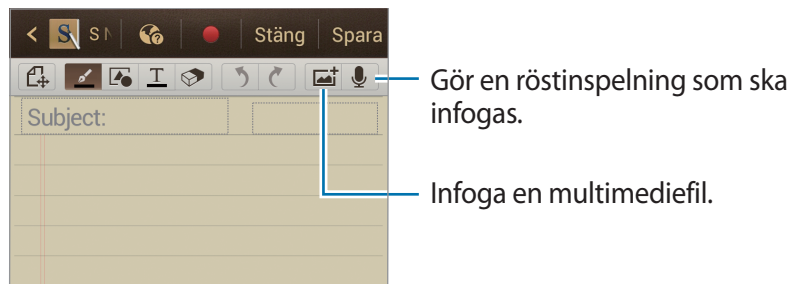 S N
Stäng
Spara
T
Subject:
Gör en röstinspelning som ska
infogas.
Infoga en multimediefil.